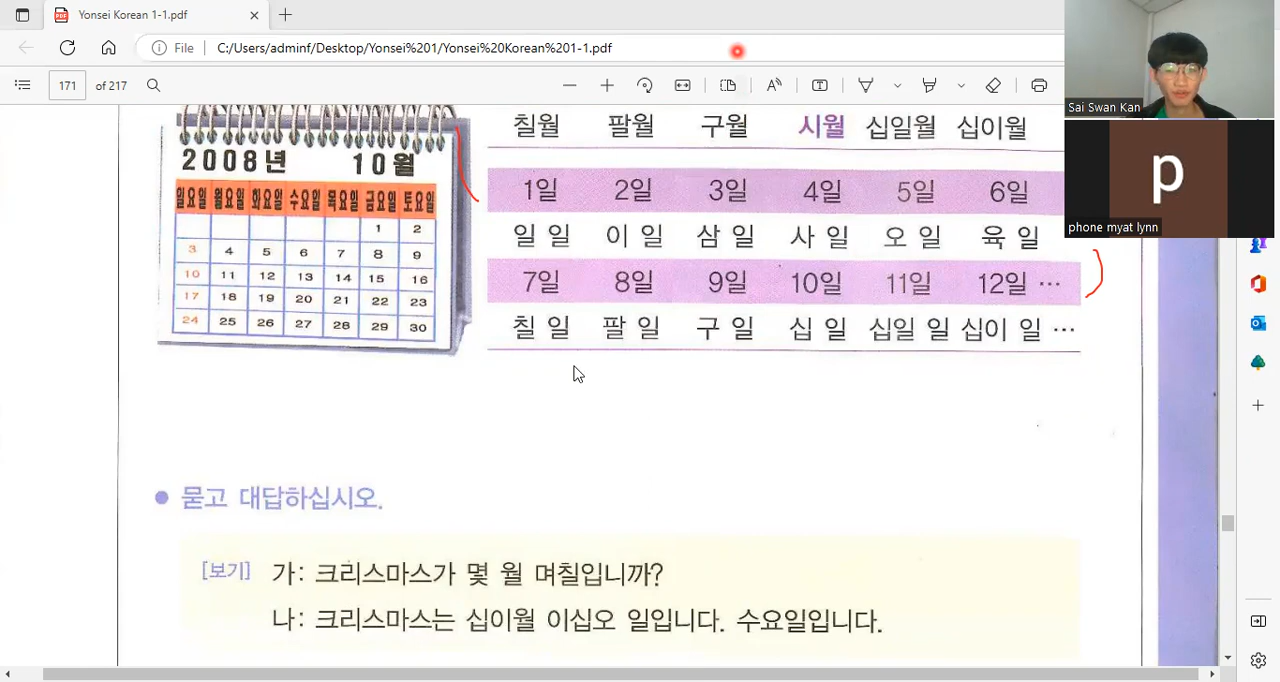 Yonsei Korean 1-1.pdf
File C:/Users/adminf/Desktop/Yonsei%201/Yonsei%20Korean%201-1.pdf
171 of 217
Sai Swan Kan
p
phone myat lynn
칠월 팔월 구월 시월 십일월 십이월
2008년 10월
일요일 월요일 화요일 수요일 목요일 금요일 토요일
1 2
3 4 5 6 7 8 9
10 11 12 13 14 15 16
17 18 19 20 21 22 23
24 25 26 27 28 29 30
1일 2일 3일 4일 5일 6일
일 일 이 일 삼 일 사 일 오 일 육 일
7일 8일 9일 10일 11일 12일 …
칠 일 팔 일 구 일 십 일 십일 일 십이 일 …
● 묻고 대답하십시오.
[보기] 가: 크리스마스가 몇 월 며칠입니까?
나: 크리스마스는 십이월 이십오 일입니다. 수요일입니다.